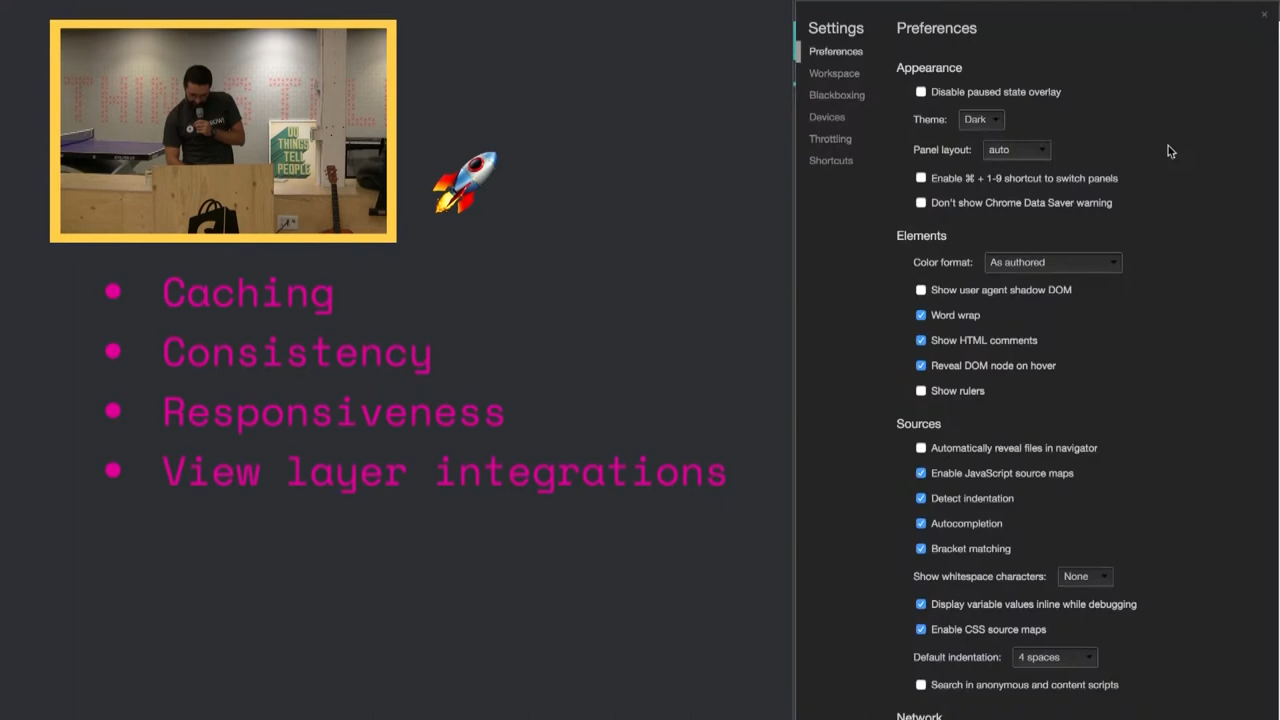 DO
THINGS
TELL
PEOPLE
• Caching
• Consistency
• Responsiveness
• View layer integrations
Settings
Preferences
Workspace
Blackboxing
Devices
Throttling
Shortcuts
Preferences
Appearance
Disable paused state overlay
Theme: Dark
Panel layout: auto
Enable ⌘ + 1-9 shortcut to switch panels
Don't show Chrome Data Saver warning
Elements
Color format: As authored
Show user agent shadow DOM
Word wrap
Show HTML comments
Reveal DOM node on hover
Show rulers
Sources
Automatically reveal files in navigator
Enable JavaScript source maps
Detect indentation
Autocompletion
Bracket matching
Show whitespace characters: None
Display variable values inline while debugging
Enable CSS source maps
Default indentation: 4 spaces
Search in anonymous and content scripts
Network